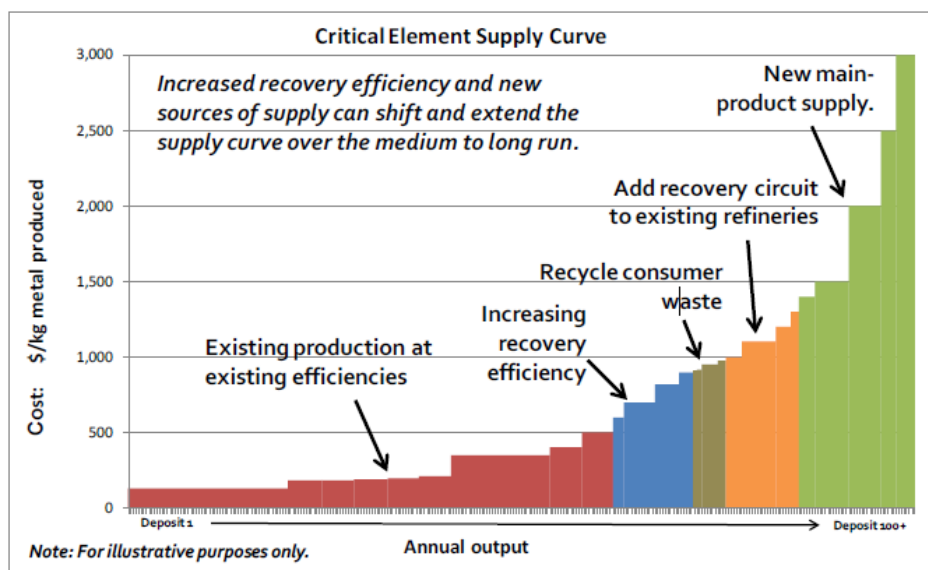 Critical Element Supply Curve
3,000
2,500
2,000
1,500
1,000
500
0
Cost:   $/kg metal produced
Increased recovery efficiency and new
sources of supply can shift and extend the
supply curve over the medium to long run.
New main-
product supply.
Add recovery circuit
to existing refineries
Recycle consumer
waste
Increasing
recovery
efficiency
Existing production at
existing efficiencies
Deposit 1
Deposit 100+
Annual output
Note: For illustrative purposes only.